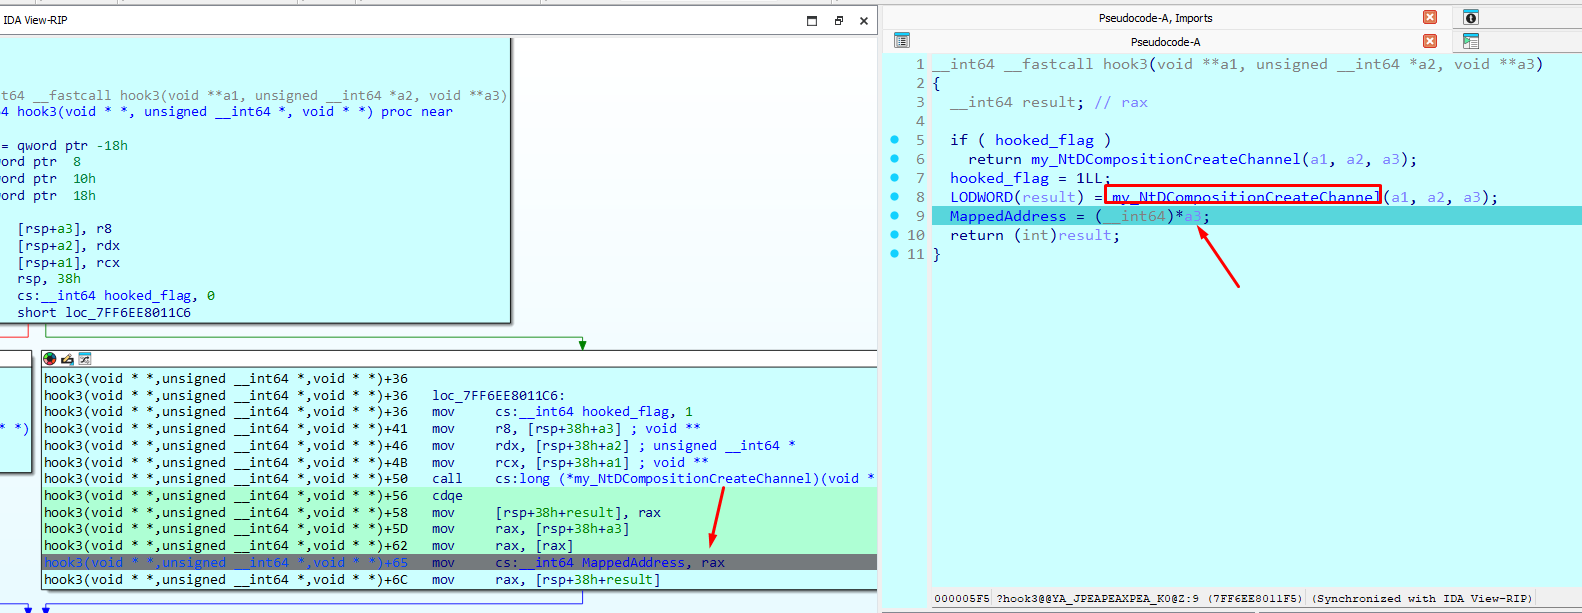 IDA View-RIP
t64 __fastcall hook3(void **a1, unsigned __int64 *a2, void **a3)
64 hook3(void * *, unsigned __int64 *, void * *) proc near
= qword ptr -18h
word ptr  8
word ptr  10h
word ptr  18h
[rsp+a3], r8
[rsp+a2], rdx
[rsp+a1], rcx
rsp, 38h
cs:__int64 hooked_flag, 0
short loc_7FF6EE8011C6
* *)
hook3(void * *,unsigned __int64 *,void * *)+36
hook3(void * *,unsigned __int64 *,void * *)+36 loc_7FF6EE8011C6:
hook3(void * *,unsigned __int64 *,void * *)+36 mov cs:__int64 hooked_flag, 1
hook3(void * *,unsigned __int64 *,void * *)+41 mov r8, [rsp+38h+a3] ; void **
hook3(void * *,unsigned __int64 *,void * *)+46 mov rdx, [rsp+38h+a2] ; unsigned __int64 *
hook3(void * *,unsigned __int64 *,void * *)+4B mov rcx, [rsp+38h+a1] ; void **
hook3(void * *,unsigned __int64 *,void * *)+50 call cs:long (*my_NtDCompositionCreateChannel)(void *
hook3(void * *,unsigned __int64 *,void * *)+56 cdqe
hook3(void * *,unsigned __int64 *,void * *)+58 mov [rsp+38h+result], rax
hook3(void * *,unsigned __int64 *,void * *)+5D mov rax, [rsp+38h+a3]
hook3(void * *,unsigned __int64 *,void * *)+62 mov rax, [rax]
hook3(void * *,unsigned __int64 *,void * *)+65 mov cs:__int64 MappedAddress, rax
hook3(void * *,unsigned __int64 *,void * *)+6C mov rax, [rsp+38h+result]
Pseudocode-A, Imports
Pseudocode-A
1 __int64 __fastcall hook3(void **a1, unsigned __int64 *a2, void **a3)
2 {
3 __int64 result; // rax
4
5 if ( hooked_flag )
6 return my_NtDCompositionCreateChannel(a1, a2, a3);
7 hooked_flag = 1LL;
8 LODWORD(result) = my_NtDCompositionCreateChannel(a1, a2, a3);
9 MappedAddress = (__int64)*a3;
10 return (int)result;
11 }
000005F5 ?hook3@@YA_JPEAPEAXPEA_K0@Z:9 (7FF6EE8011F5) (Synchronized with IDA View-RIP)